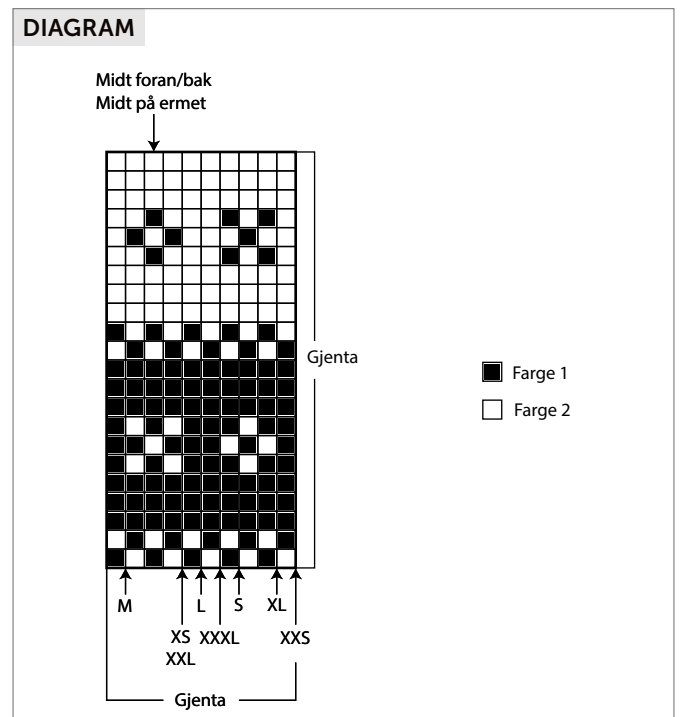 DIAGRAM
Midt foran/bak
Midt på ermet
Gjenta
Farge 1
Farge 2
M
L
S
XL
XS
XXXL
XXS
XXL
Gjenta